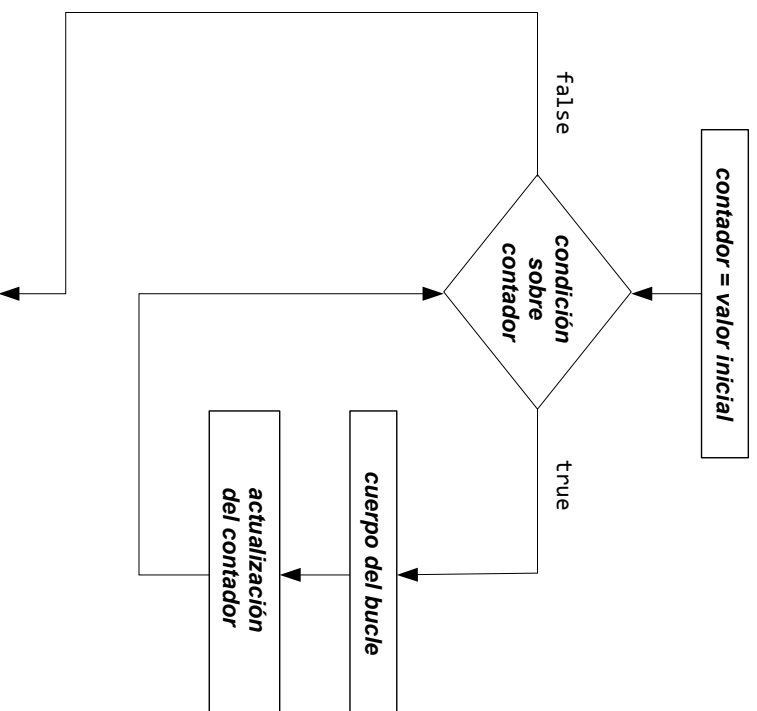 contador = valor inicial
false
condición
sobre
contador
true
cuerpo del bucle
actualización
del contador